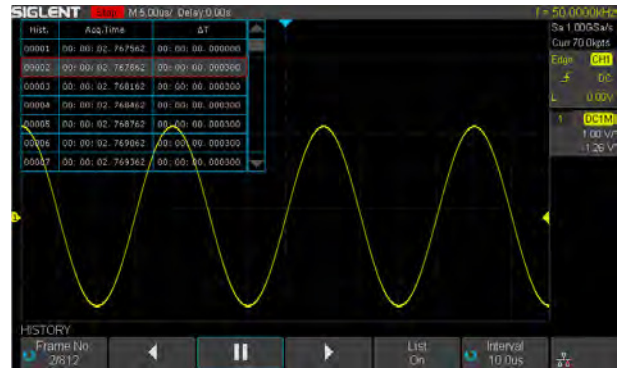 SIGLENT Stop M 5.00us/ Delay:0.00s f = 50.0000kHz
Sa 1.00GSa/s
Curr 70.0kpts
Edge CH1
DC
L 0.00V
1 DC1M
1.00 V/
-1.26 V
Hist. Acq.Time ΔT
00001 00: 00: 02. 767562 00: 00: 00. 000000
00002 00: 00: 02. 767862 00: 00: 00. 000300
00003 00: 00: 02. 768162 00: 00: 00. 000300
00004 00: 00: 02. 768462 00: 00: 00. 000300
00005 00: 00: 02. 768762 00: 00: 00. 000300
00006 00: 00: 02. 769062 00: 00: 00. 000300
00007 00: 00: 02. 769362 00: 00: 00. 000300
1
HISTORY
Frame No.
2/812
List
On
Interval
10.0us